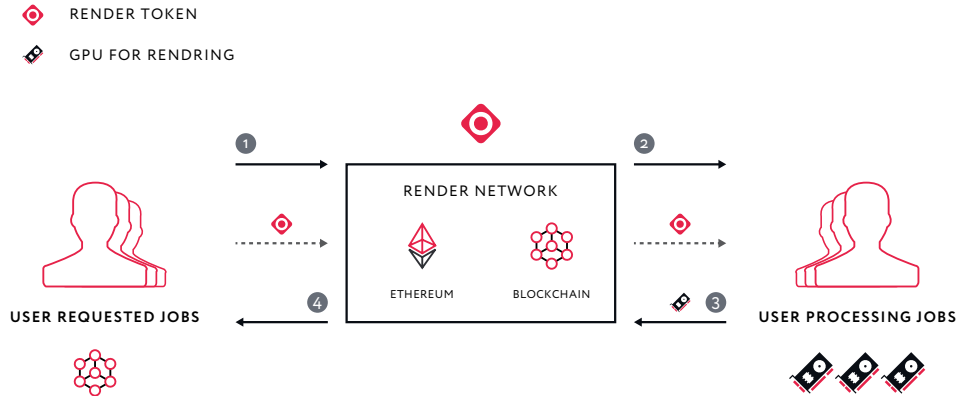 RENDER TOKEN
GPU FOR RENDRING
1
2
RENDER NETWORK
ETHEREUM
BLOCKCHAIN
4
3
USER REQUESTED JOBS
USER PROCESSING JOBS